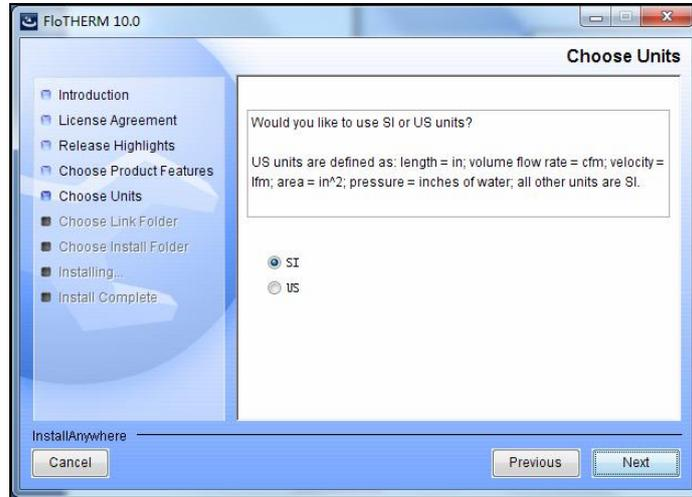 FloTHERM 10.0
Choose Units
Introduction
License Agreement
Release Highlights
Choose Product Features
Choose Units
Choose Link Folder
Choose Install Folder
Installing...
Install Complete
Would you like to use SI or US units?
US units are defined as: length = in; volume flow rate = cfm; velocity =
lfm; area = in^2; pressure = inches of water; all other units are SI.
SI
US
InstallAnywhere
Cancel
Previous
Next